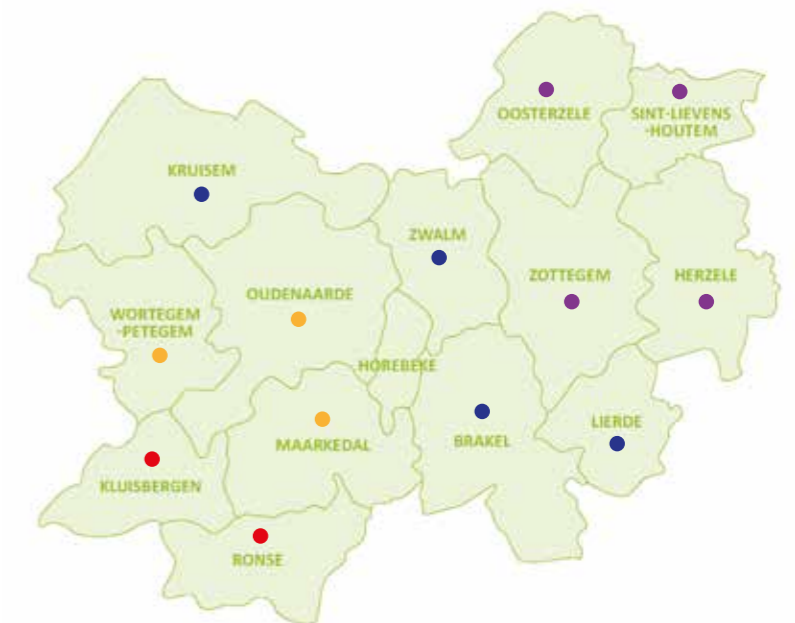 OOSTERZELE
SINT-LIEVENS
-HOUTEM
KRUISEM
ZWALM
OUDENAARDE
ZOTTEGEM
HERZELE
WORTEGEM
-PETEGEM
HOREBEKE
MAARKEDAL
BRAKEL
LIERDE
KLUISBERGEN
RONSE